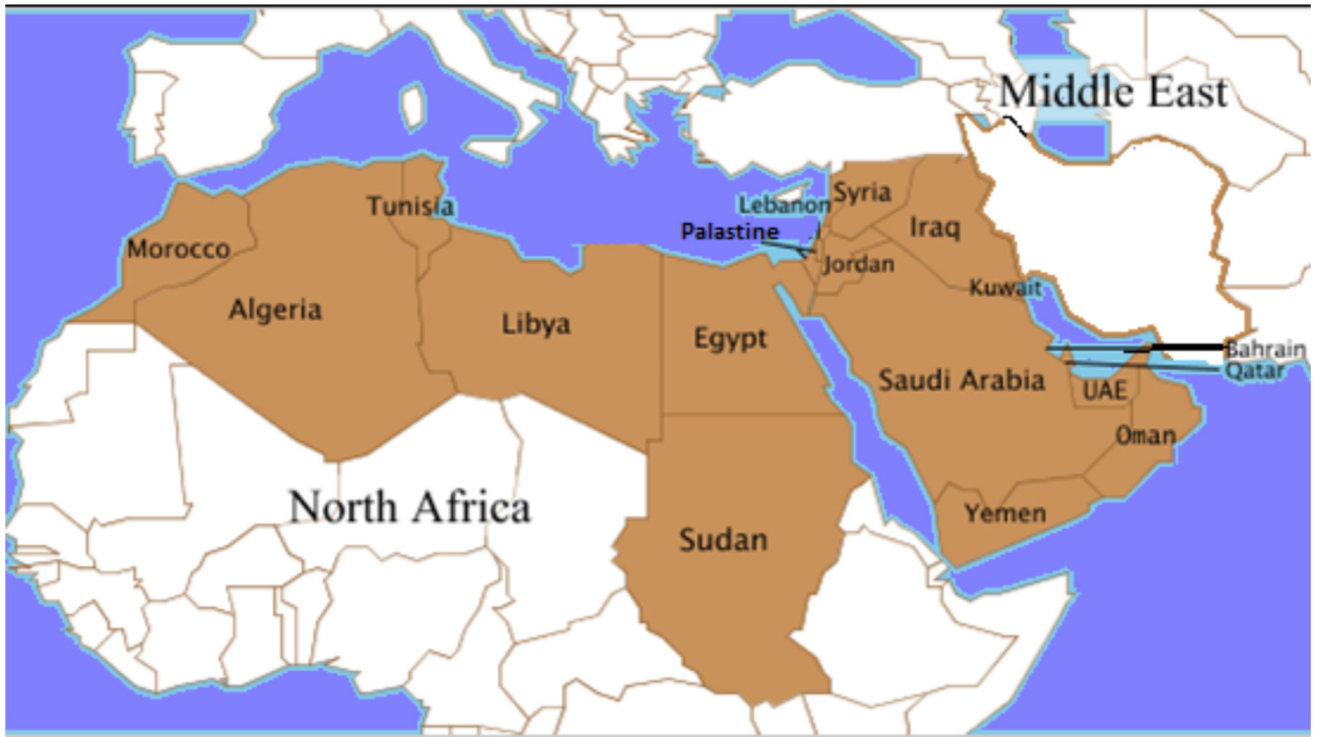 Middle East
Syria
Lebanon
Tunisia
Palastine
Iraq
Morocco
Jordan
Kuwait
Algeria
Libya
Egypt
Bahrain
Qatar
Saudi Arabia
UAE
Oman
North Africa
Yemen
Sudan